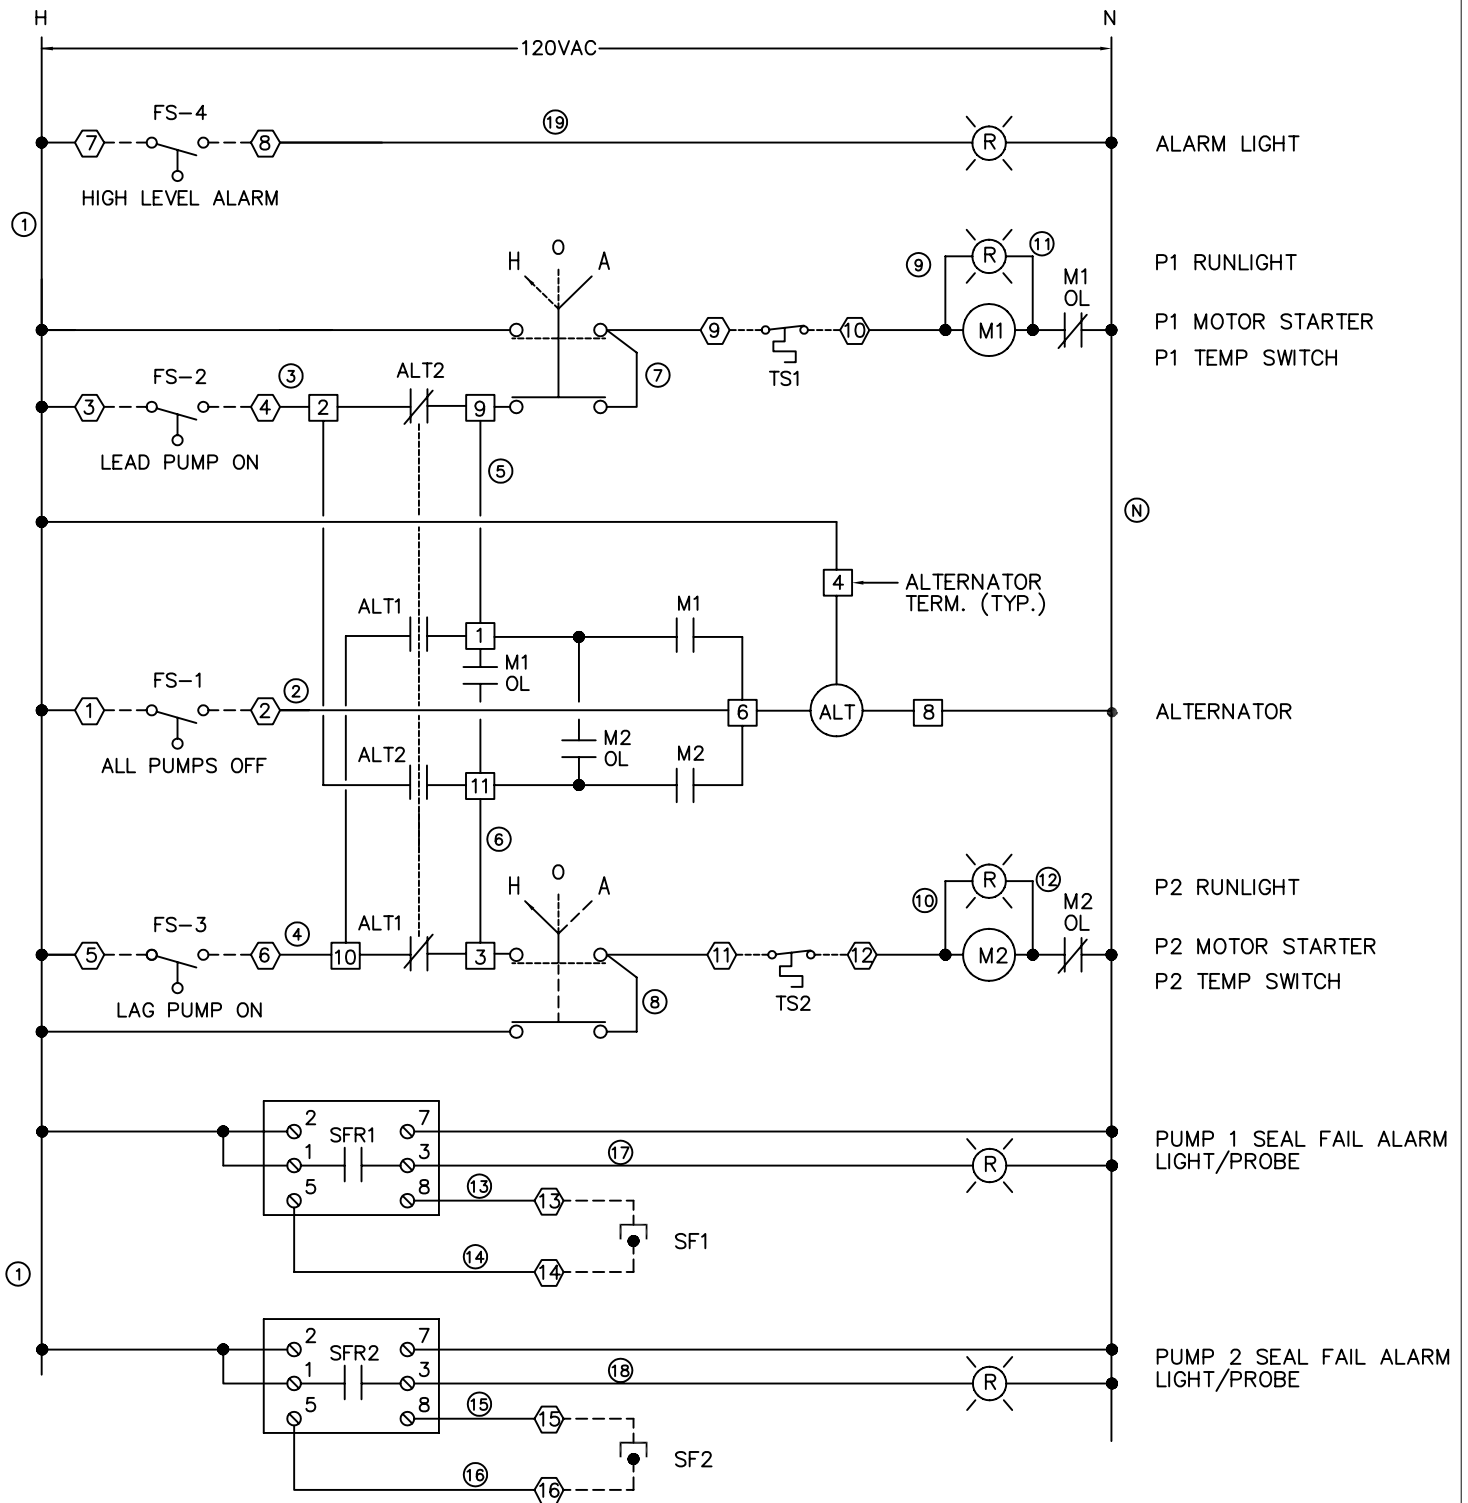 H
N
120VAC
FS-4
7
8
19
R
ALARM LIGHT
HIGH LEVEL ALARM
1
H O A
9
R
11
P1 RUNLIGHT
M1
OL
9
10
M1
P1 MOTOR STARTER
TS1
P1 TEMP SWITCH
FS-2
3
ALT2
7
3
4
2
9
LEAD PUMP ON
5
N
4
ALTERNATOR
TERM. (TYP.)
ALT1
1
M1
M1
OL
FS-1
2
1
2
6
ALT
8
ALTERNATOR
ALL PUMPS OFF
ALT2
M2
OL
M2
11
6
H O A
10
R
12
P2 RUNLIGHT
M2
OL
FS-3
4
ALT1
5
6
10
3
11
12
M2
P2 MOTOR STARTER
TS2
P2 TEMP SWITCH
LAG PUMP ON
8
2
SFR1
7
1
3
17
R
PUMP 1 SEAL FAIL ALARM
LIGHT/PROBE
5
8
13
13
SF1
14
14
1
2
SFR2
7
1
3
18
R
PUMP 2 SEAL FAIL ALARM
LIGHT/PROBE
5
8
15
15
SF2
16
16